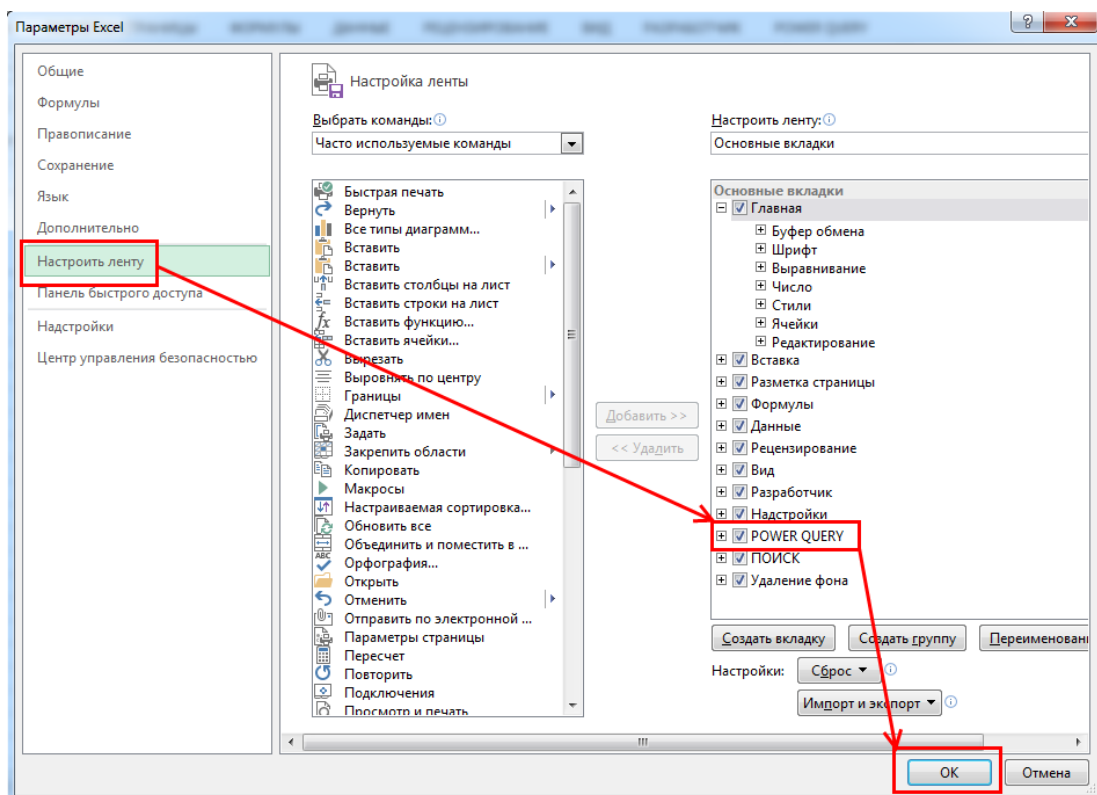 Параметры Excel
Общие
Формулы
Правописание
Сохранение
Язык
Дополнительно
Настроить ленту
Панель быстрого доступа
Надстройки
Центр управления безопасностью
Настройка ленты
Выбрать команды:
Часто используемые команды
Быстрая печать
Вернуть
Все типы диаграмм...
Вставить
Вставить
Вставить столбцы на лист
Вставить строки на лист
Вставить функцию...
Вставить ячейки...
Вырезать
Выровнять по центру
Границы
Диспетчер имен
Задать
Закрепить области
Копировать
Макросы
Настраиваемая сортировка...
Обновить все
Объединить и поместить в ...
Орфография...
Открыть
Отменить
Отправить по электронной ...
Параметры страницы
Пересчет
Повторить
Подключения
Просмотр и печать
Добавить >>
<< Удалить
Настроить ленту:
Основные вкладки
Основные вкладки
Главная
Буфер обмена
Шрифт
Выравнивание
Число
Стили
Ячейки
Редактирование
Вставка
Разметка страницы
Формулы
Данные
Рецензирование
Вид
Разработчик
Надстройки
POWER QUERY
ПОИСК
Удаление фона
Создать вкладку Создать группу Переименовани
Настройки: Сброс
Импорт и экспорт
ОК Отмена